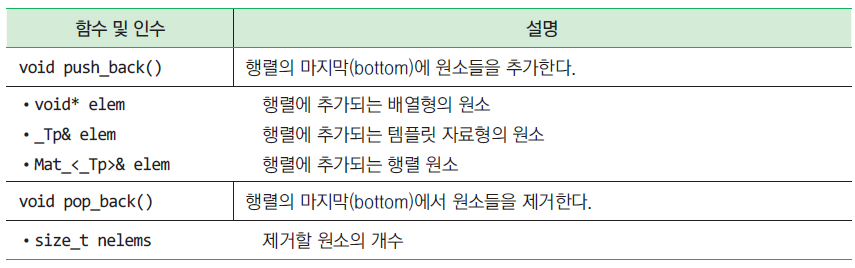 함수 및 인수 설명
void push_back() 행렬의 마지막(bottom)에 원소들을 추가한다.
• void* elem 행렬에 추가되는 배열형의 원소
• _Tp& elem 행렬에 추가되는 템플릿 자료형의 원소
• Mat_<_Tp>& elem 행렬에 추가되는 행렬 원소
void pop_back() 행렬의 마지막(bottom)에서 원소들을 제거한다.
• size_t nelems 제거할 원소의 개수